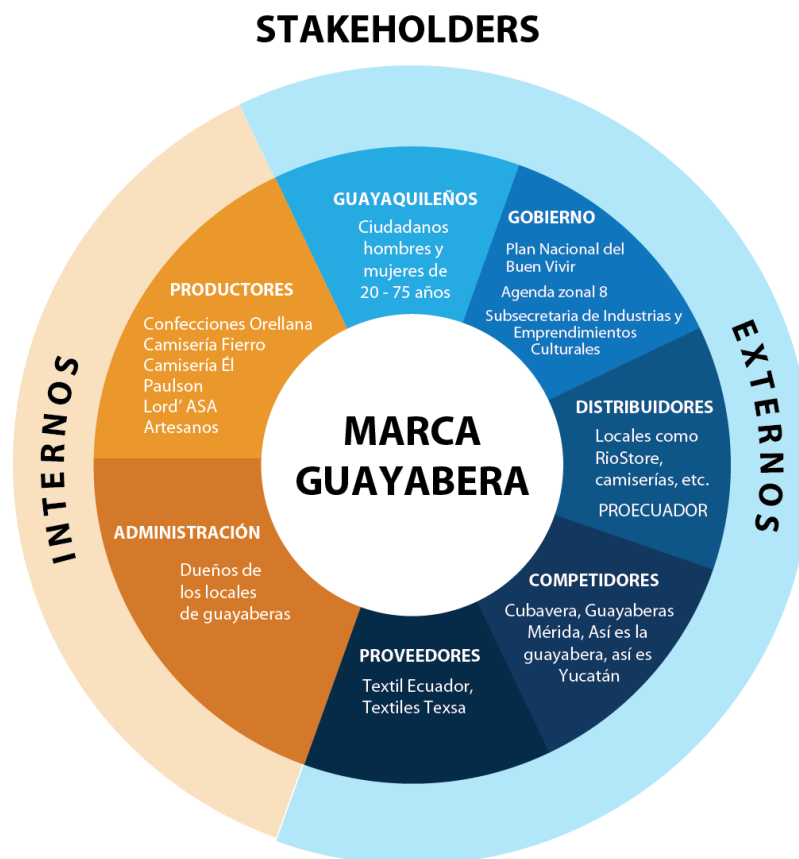 STAKEHOLDERS
GUAYAQUILEÑOS
Ciudadanos
hombres y
mujeres de
20 - 75 años
GOBIERNO
Plan Nacional del
Buen Vivir
Agenda zonal 8
Subsecretaria de Industrias y
Emprendimientos
Culturales
DISTRIBUIDORES
Locales como
RioStore,
camiserías, etc.
PROECUADOR
COMPETIDORES
Cubavera, Guayaberas
Mérida, Así es la
guayabera, así es
Yucatán
PROVEEDORES
Textil Ecuador,
Textiles Texsa
ADMINISTRACIÓN
Dueños de
los locales
de guayaberas
PRODUCTORES
Confecciones Orellana
Camisería Fierro
Camisería Él
Paulson
Lord' ASA
Artesanos
MARCA
GUAYABERA
INTERNOS
EXTERNOS